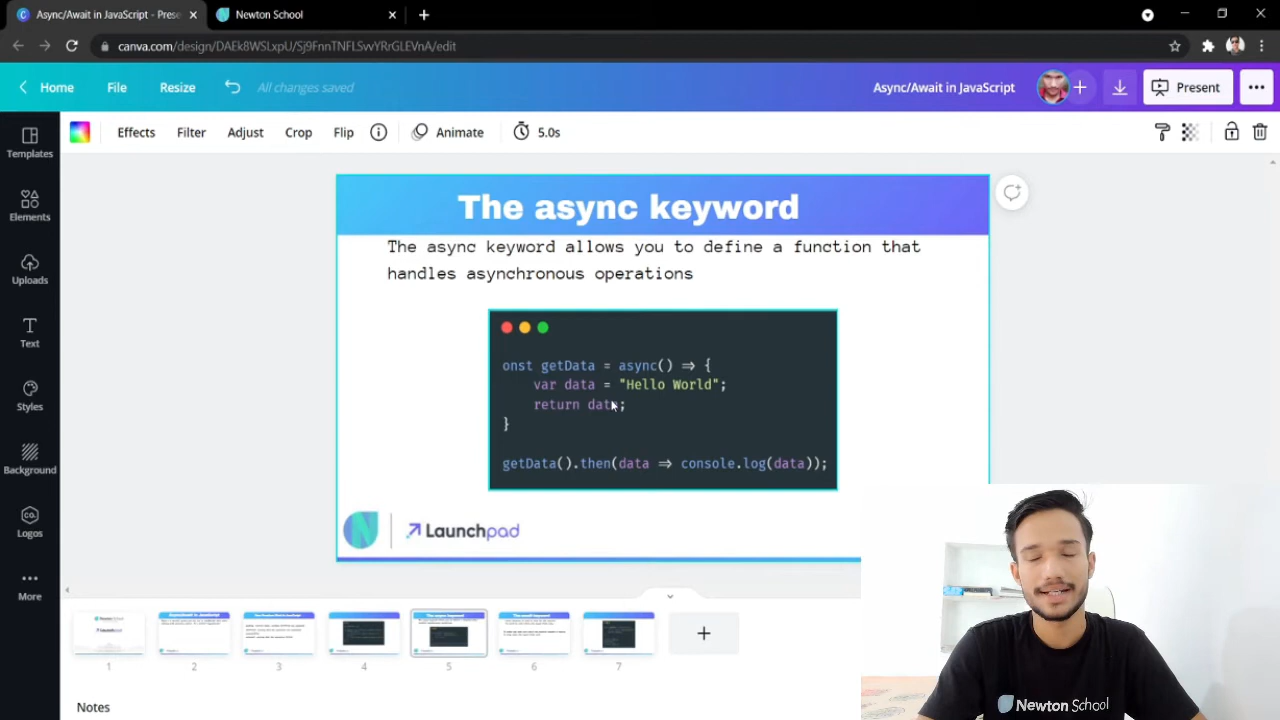 Async/Await in JavaScript - Prese
Newton School
canva.com/design/DAEk8WSLxpU/Sj9FnnTNFLSvvYRrGLEVnA/edit
Home
File
Resize
All changes saved
Async/Await in JavaScript
Present
Effects
Filter
Adjust
Crop
Flip
Animate
5.0s
Templates
Elements
Uploads
Text
Styles
Background
CO.
Logos
More
The async keyword
The async keyword allows you to define a function that
handles asynchronous operations
onst getData = async() => {
var data = "Hello World";
return data;
}
getData().then(data => console.log(data));
N
Launchpad
1
2
3
4
5
6
7
Notes
Newton School